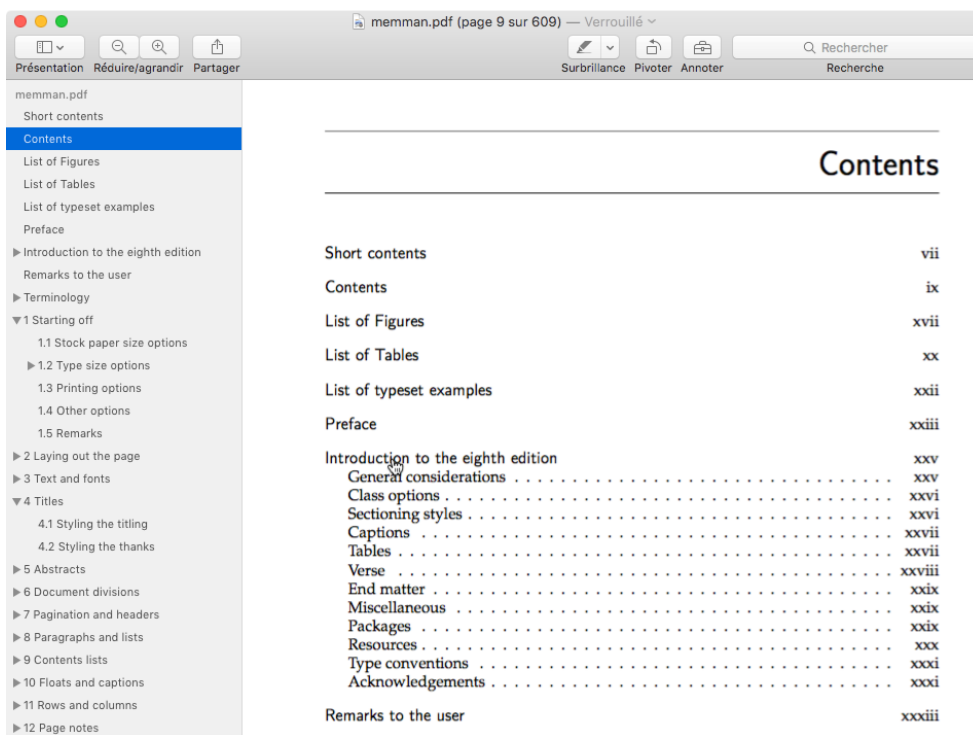 memman.pdf (page 9 sur 609) — Verrouillé
Présentation Réduire/agrandir Partager Surbrillance Pivoter Annoter Rechercher
Recherche
memman.pdf
Short contents
Contents
List of Figures
List of Tables
List of typeset examples
Preface
Introduction to the eighth edition
Remarks to the user
Terminology
1 Starting off
1.1 Stock paper size options
1.2 Type size options
1.3 Printing options
1.4 Other options
1.5 Remarks
2 Laying out the page
3 Text and fonts
4 Titles
4.1 Styling the titling
4.2 Styling the thanks
5 Abstracts
6 Document divisions
7 Pagination and headers
8 Paragraphs and lists
9 Contents lists
10 Floats and captions
11 Rows and columns
12 Page notes
Contents
Short contents vii
Contents ix
List of Figures xvii
List of Tables xx
List of typeset examples xxii
Preface xxiii
Introduction to the eighth edition xxv
General considerations . . . . . . . . . . . . . . . . . . . . . . . . . . . . . . . xxv
Class options . . . . . . . . . . . . . . . . . . . . . . . . . . . . . . . . . . . . xxvi
Sectioning styles . . . . . . . . . . . . . . . . . . . . . . . . . . . . . . . . . . xxvi
Captions . . . . . . . . . . . . . . . . . . . . . . . . . . . . . . . . . . . . . . xxvii
Tables . . . . . . . . . . . . . . . . . . . . . . . . . . . . . . . . . . . . . . . . xxvii
Verse . . . . . . . . . . . . . . . . . . . . . . . . . . . . . . . . . . . . . . . . xxviii
End matter . . . . . . . . . . . . . . . . . . . . . . . . . . . . . . . . . . . . . xxix
Miscellaneous . . . . . . . . . . . . . . . . . . . . . . . . . . . . . . . . . . . . xxix
Packages . . . . . . . . . . . . . . . . . . . . . . . . . . . . . . . . . . . . . . xxix
Resources . . . . . . . . . . . . . . . . . . . . . . . . . . . . . . . . . . . . . . xxx
Type conventions . . . . . . . . . . . . . . . . . . . . . . . . . . . . . . . . . . xxxi
Acknowledgements . . . . . . . . . . . . . . . . . . . . . . . . . . . . . . . . . xxxi
Remarks to the user xxxiii